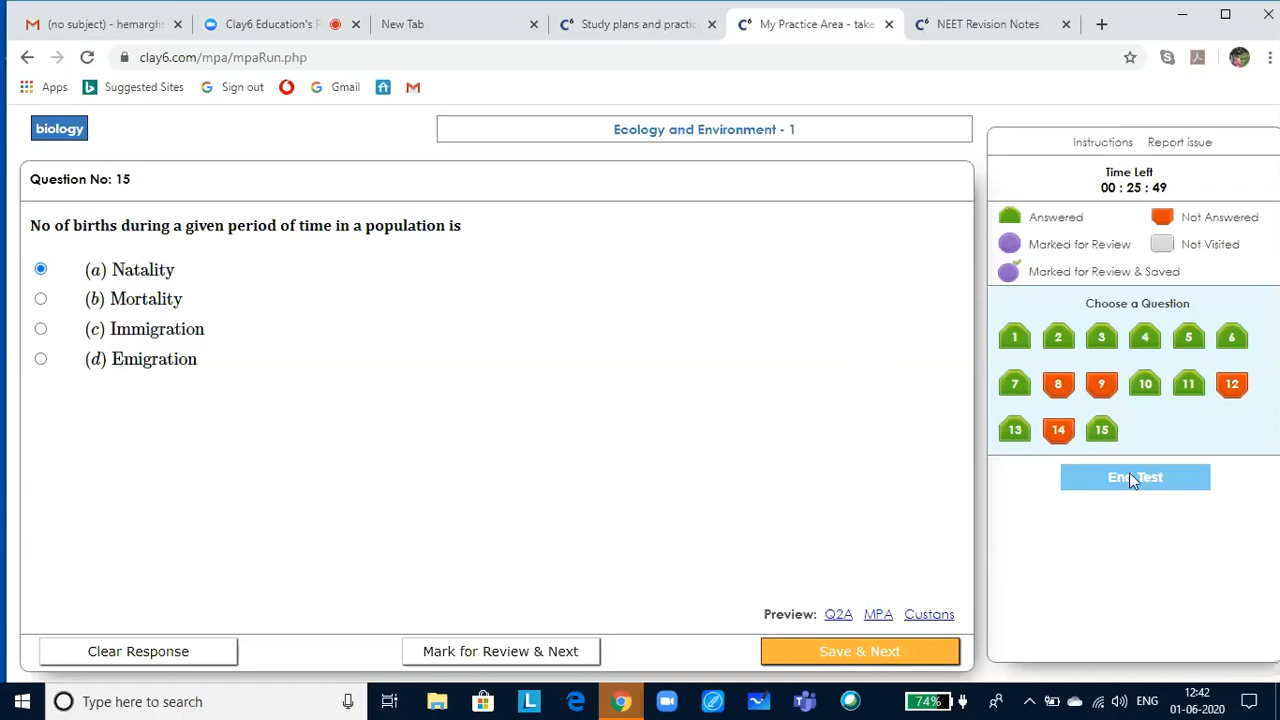 (no subject) - hemarghs
Clay6 Education's P
New Tab
Study plans and practic
My Practice Area - take
NEET Revision Notes
clay6.com/mpa/mpaRun.php
Apps
Suggested Sites
Sign out
Gmail
biology
Ecology and Environment - 1
Instructions
Report issue
Question No: 15
Time Left
00 : 25 : 49
Answered
Not Answered
Marked for Review
Not Visited
Marked for Review & Saved
No of births during a given period of time in a population is
(a) Natality
(b) Mortality
(c) Immigration
(d) Emigration
Choose a Question
1 2 3 4 5 6
7 8 9 10 11 12
13 14 15
End Test
Preview: Q2A MPA Custans
Clear Response
Mark for Review & Next
Save & Next
Type here to search
74%
ENG
12:42
01-06-2020